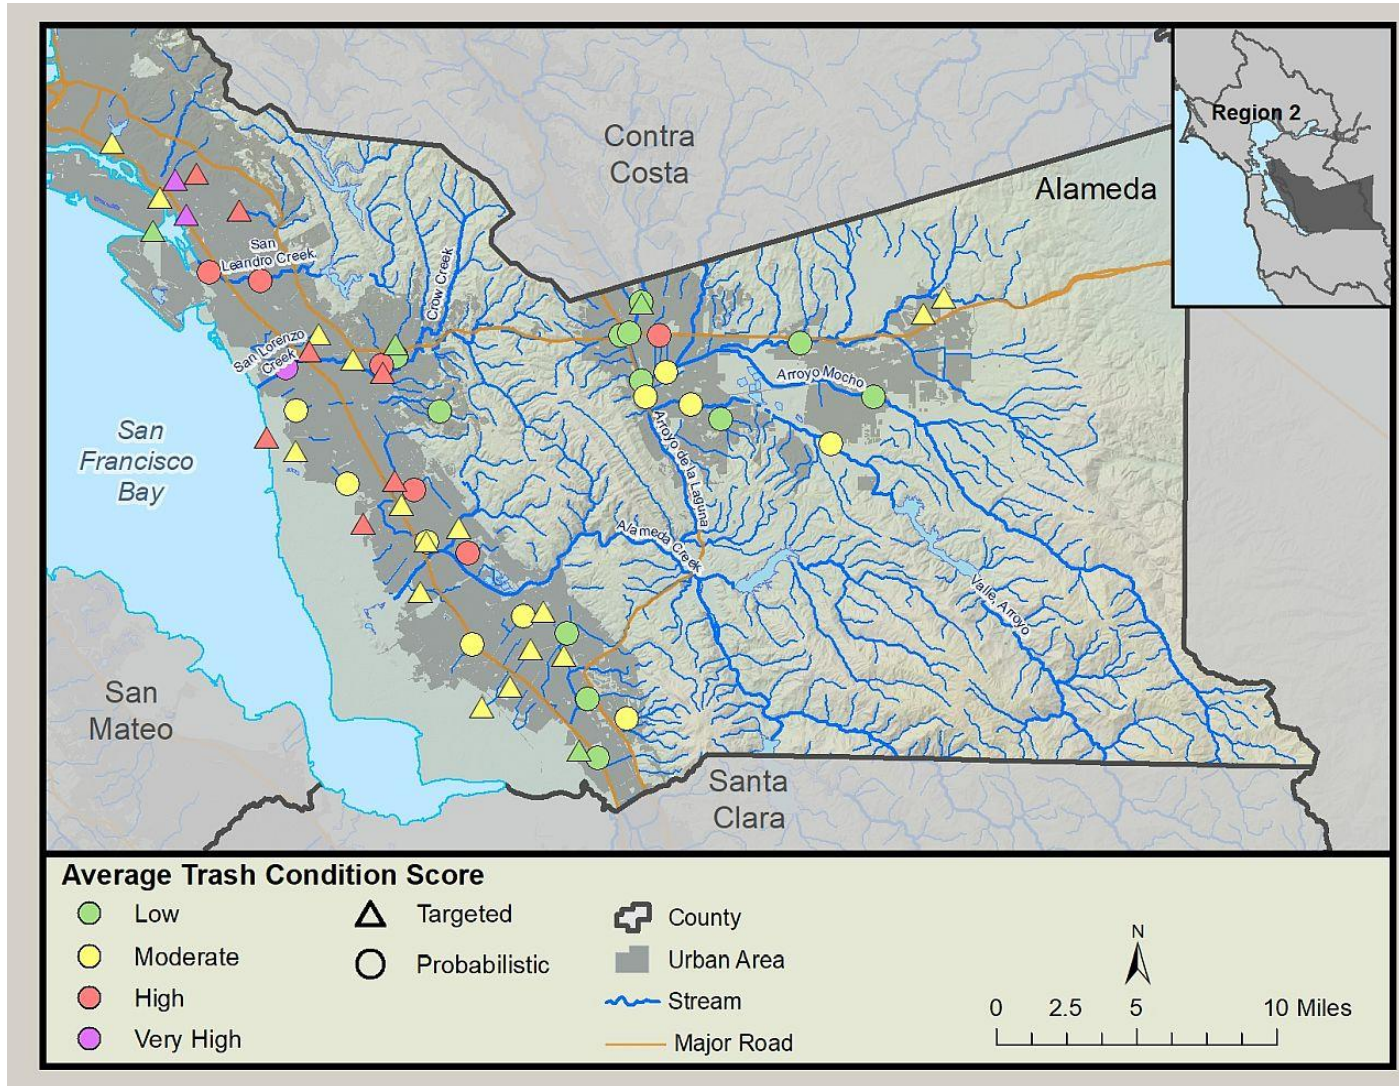 Region 2
Contra
Costa
Alameda
San
Leandro Creek
Crow Creek
San Lorenzo
Creek
Arroyo Mocho
San
Francisco
Bay
Arroyo de la Laguna
Alameda
Creek
Valle, Arroyo
San
Mateo
Santa
Clara
Average Trash Condition Score
Low
Moderate
High
Very High
Targeted
Probabilistic
County
Urban Area
Stream
Major Road
N
0 2.5 5 10 Miles